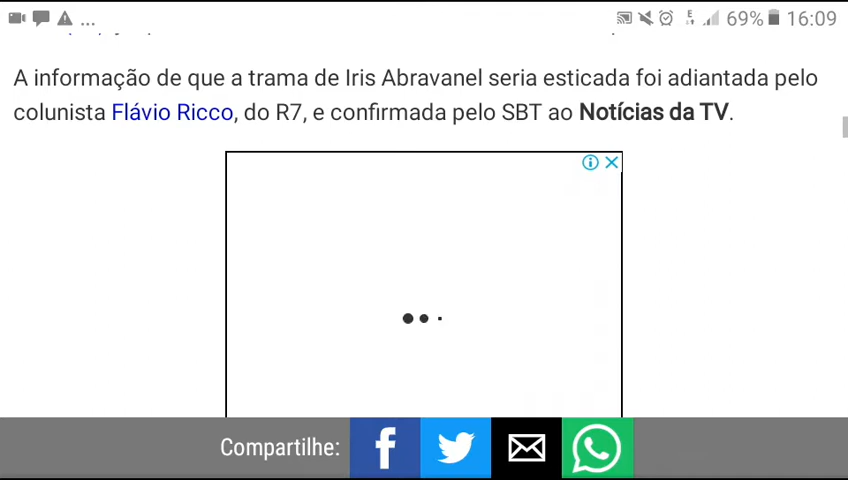 ... 69% 16:09
A informação de que a trama de Iris Abravanel seria esticada foi adiantada pelo
colunista Flávio Ricco, do R7, e confirmada pelo SBT ao Notícias da TV.
Compartilhe: